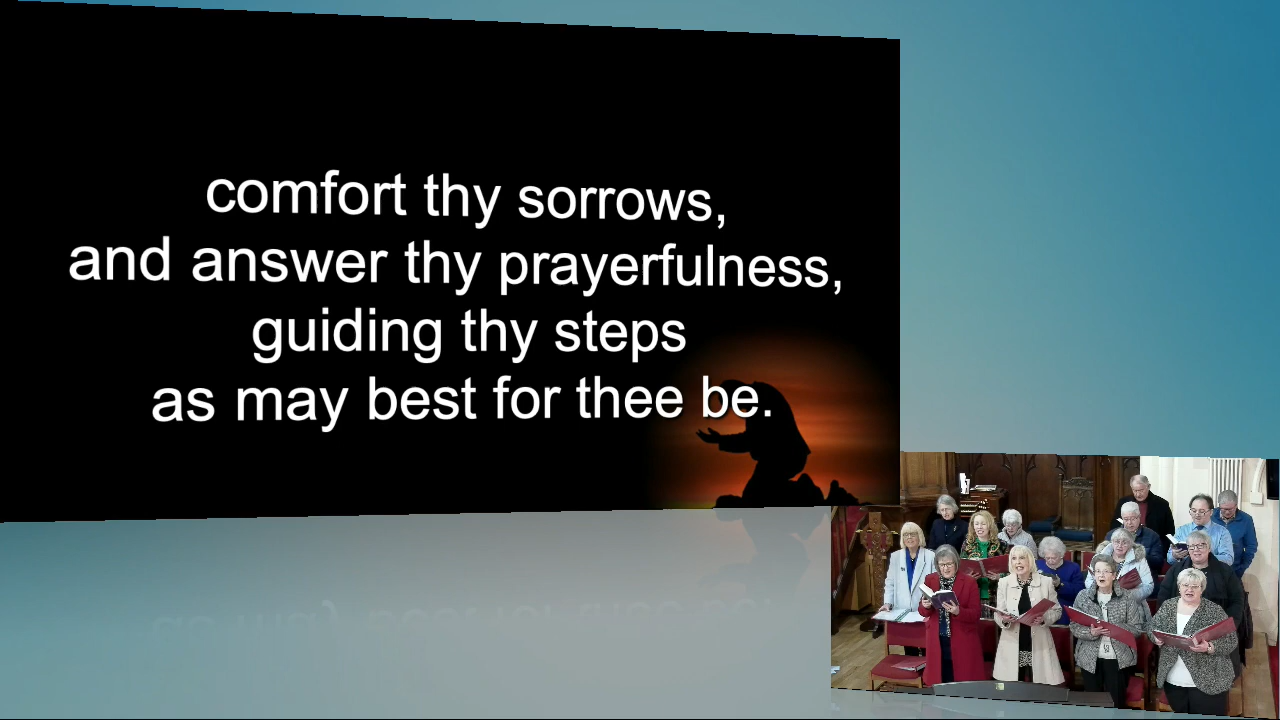 comfort thy sorrows,
and answer thy prayerfulness,
guiding thy steps
as may best for thee be.